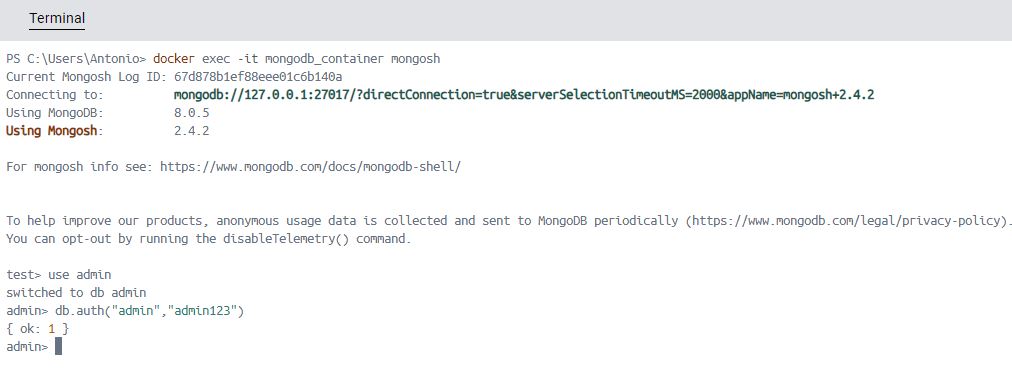 Terminal
PS C:\Users\Antonio> docker exec -it mongodb_container mongosh
Current Mongosh Log ID: 67d878b1ef88eee01c6b140a
Connecting to:          mongodb://127.0.0.1:27017/?directConnection=true&serverSelectionTimeoutMS=2000&appName=mongosh+2.4.2
Using MongoDB:          8.0.5
Using Mongosh:          2.4.2
For mongosh info see: https://www.mongodb.com/docs/mongodb-shell/
To help improve our products, anonymous usage data is collected and sent to MongoDB periodically (https://www.mongodb.com/legal/privacy-policy).
You can opt-out by running the disableTelemetry() command.
test> use admin
switched to db admin
admin> db.auth("admin","admin123")
{ ok: 1 }
admin>